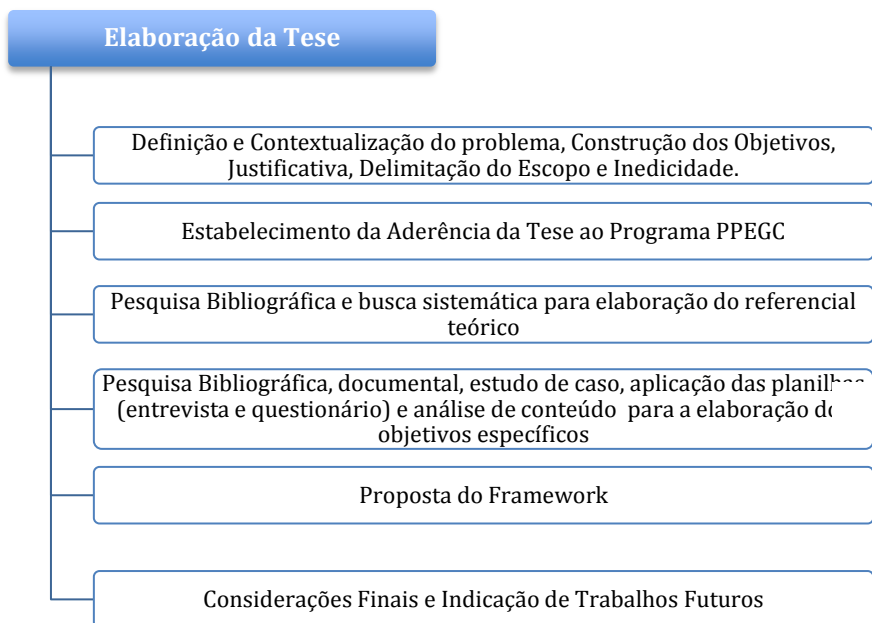 Elaboração da Tese
Definição e Contextualização do problema, Construção dos Objetivos,
Justificativa, Delimitação do Escopo e Inedicidade.
Estabelecimento da Aderência da Tese ao Programa PPEGC
Pesquisa Bibliográfica e busca sistemática para elaboração do referencial
teórico
Pesquisa Bibliográfica, documental, estudo de caso, aplicação das planilhas
(entrevista e questionário) e análise de conteúdo para a elaboração
objetivos específicos
Proposta do Framework
Considerações Finais e Indicação de Trabalhos Futuros